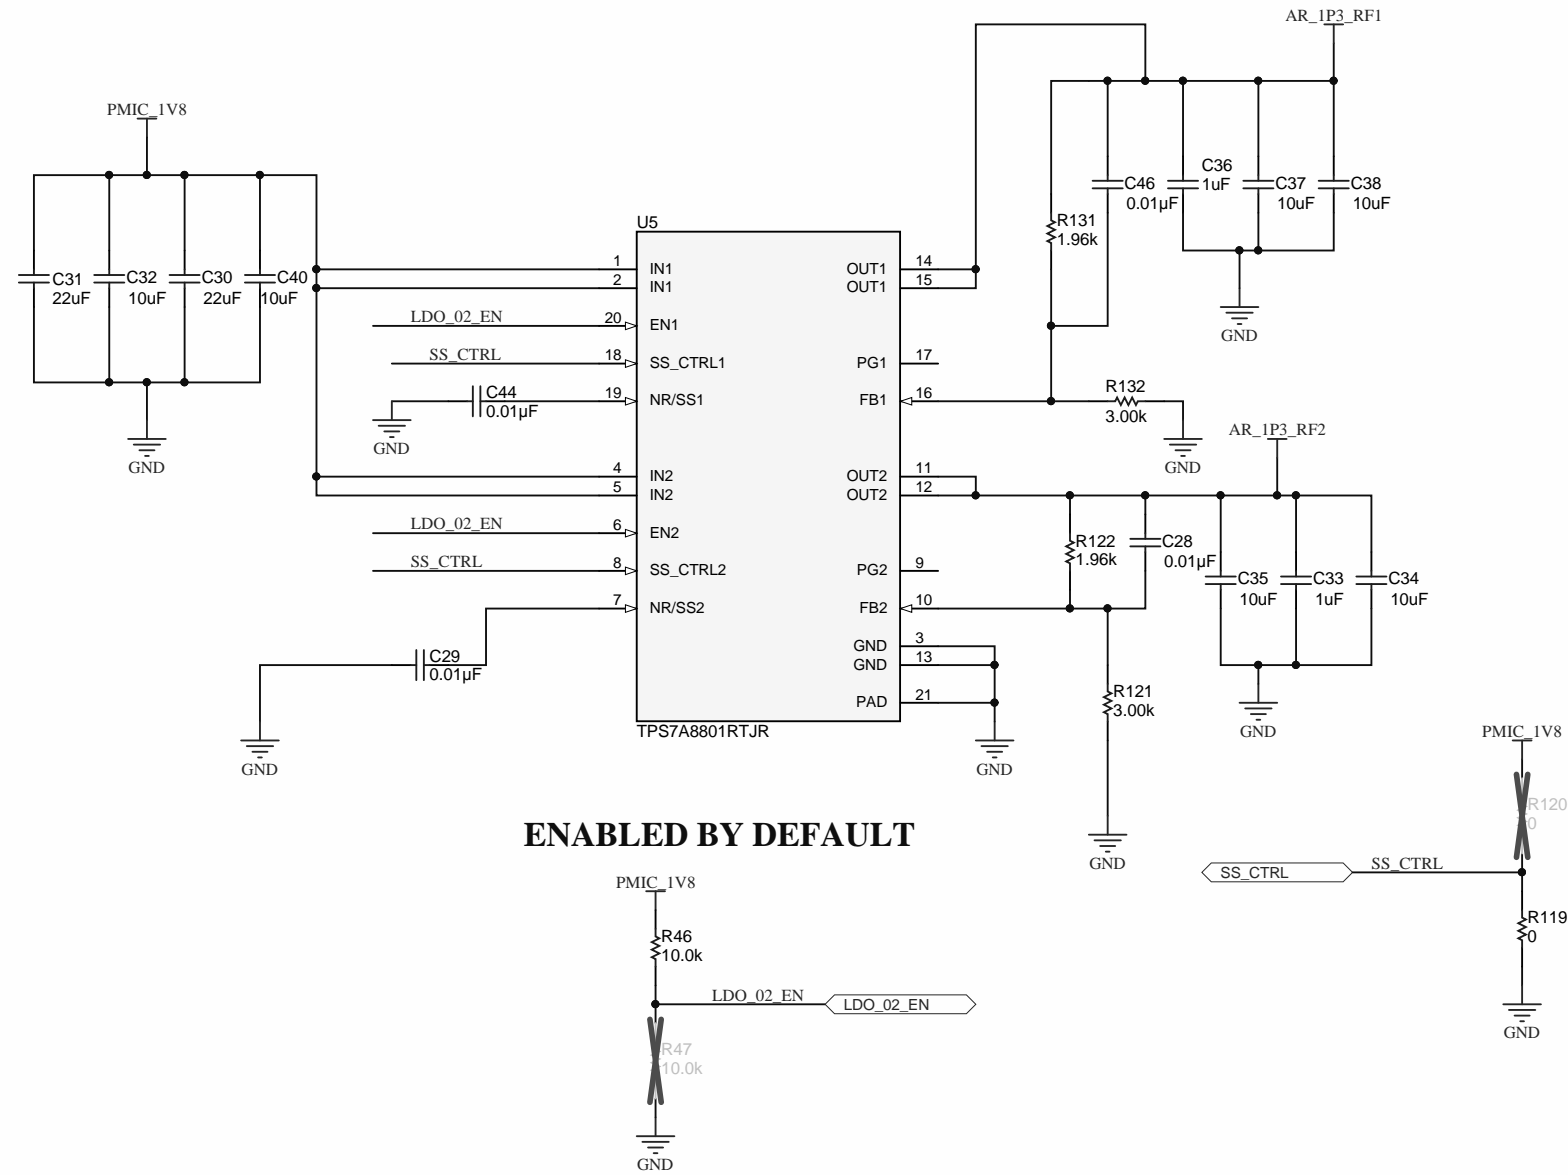 AR_1P3_RF1
PMIC_1V8
C31
22uF
C32
10uF
C30
22uF
C40
10uF
GND
U5
1 IN1
2 IN1
LDO_02_EN 20 EN1
SS_CTRL 18 SS_CTRL1
C44
0.01µF
19 NR/SS1
GND
4 IN2
5 IN2
LDO_02_EN 6 EN2
SS_CTRL 8 SS_CTRL2
7 NR/SS2
C29
0.01µF
GND
OUT1 14
OUT1 15
PG1 17
FB1 16
OUT2 11
OUT2 12
PG2 9
FB2 10
GND 3
GND 13
PAD 21
TPS7A8801RTJR
GND
R131
1.96k
C46
0.01µF
C36
1uF
C37
10uF
C38
10uF
GND
R132
3.00k
GND
AR_1P3_RF2
R122
1.96k
C28
0.01µF
C35
10uF
C33
1uF
C34
10uF
GND
R121
3.00k
GND
ENABLED BY DEFAULT
PMIC_1V8
R46
10.0k
LDO_02_EN
LDO_02_EN
R47
10.0k
GND
PMIC_1V8
R120
0
SS_CTRL
SS_CTRL
R119
0
GND